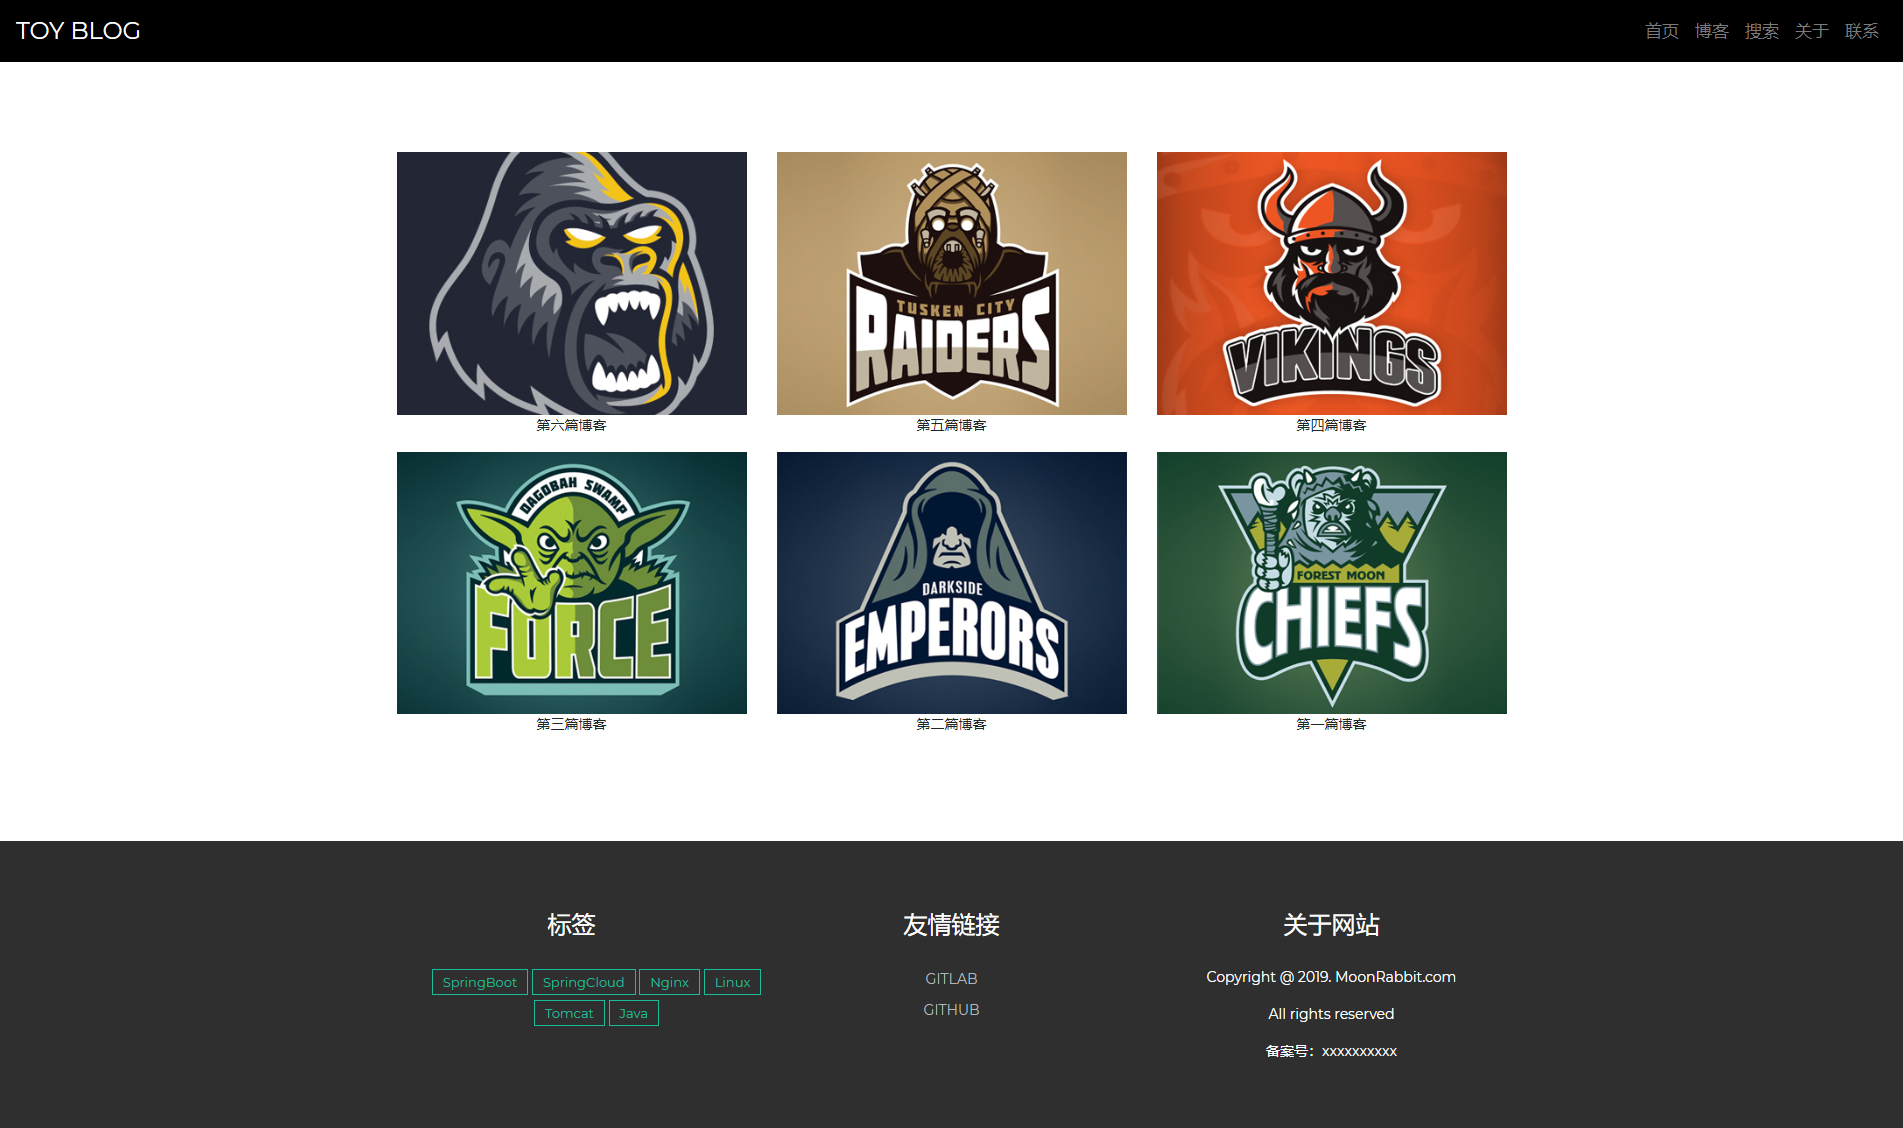 TOY BLOG
首页 博客 搜索 关于 联系
TUSKEN CITY
RAIDERS
VIKINGS
第六篇博客
第五篇博客
第四篇博客
DAGOBAH SWAMP
FORCE
DARKSIDE
EMPERORS
FOREST MOON
CHIEFS
第三篇博客
第二篇博客
第一篇博客
标签
SpringBoot SpringCloud Nginx Linux
Tomcat Java
友情链接
GITLAB
GITHUB
关于网站
Copyright @ 2019. MoonRabbit.com
All rights reserved
备案号：xxxxxxxxxx